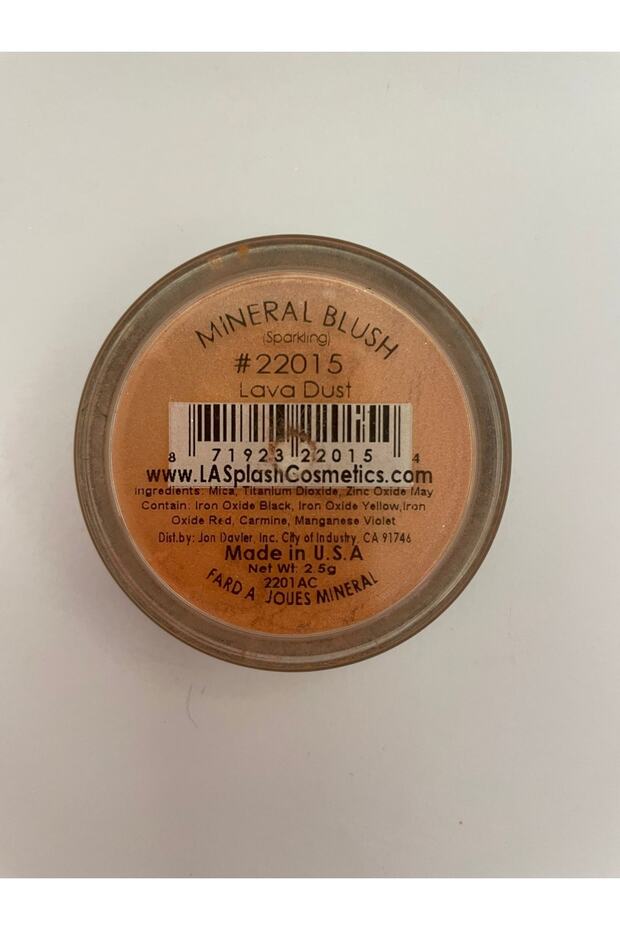 MINERAL BLUSH
(Sparkling)
#22015
Lava Dust
8 71923 22015 4
www.LASplashCosmetics.com
Ingredients: Mica, Titanium Dioxide, Zinc Oxide May
Contain: Iron Oxide Black, Iron Oxide Yellow,Iron
Oxide Red, Carmine, Manganese Violet
Dist.by: Jon Davler, Inc. City of Industry, CA 91746
Made in U.S.A
Net Wt: 2.5g
2201AC
FARD A JOUES MINERAL